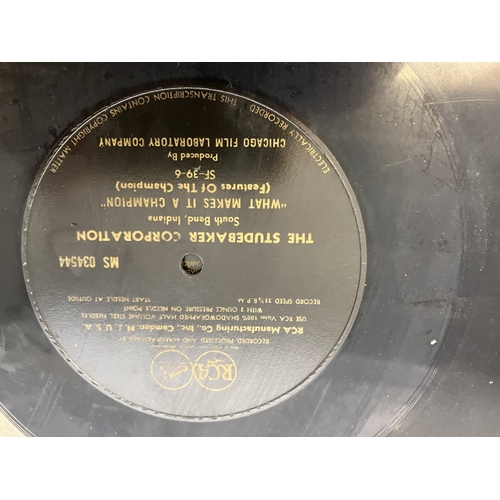 RCA
RECORDED PROCESSED AND MANUFACTURED BY
RCA Manufacturing Co., Inc., Camden, N. J., U. S. A.
USE RCA Victor 100% SHADOWGRAPHED HALF VOLUME STEEL NEEDLES
WITH 3 OUNCE PRESSURE ON NEEDLE POINT
RECORD SPEED 33⅓ R.P.M.
START NEEDLE AT OUTSIDE
MS 034544
THE STUDEBAKER CORPORATION
South Bend, Indiana
"WHAT MAKES IT A CHAMPION"
(Features Of The Champion)
SF-39-6
Produced By
CHICAGO FILM LABORATORY COMPANY
ELECTRICALLY RECORDED THIS TRANSCRIPTION CONTAINS COPYRIGHT MATTER